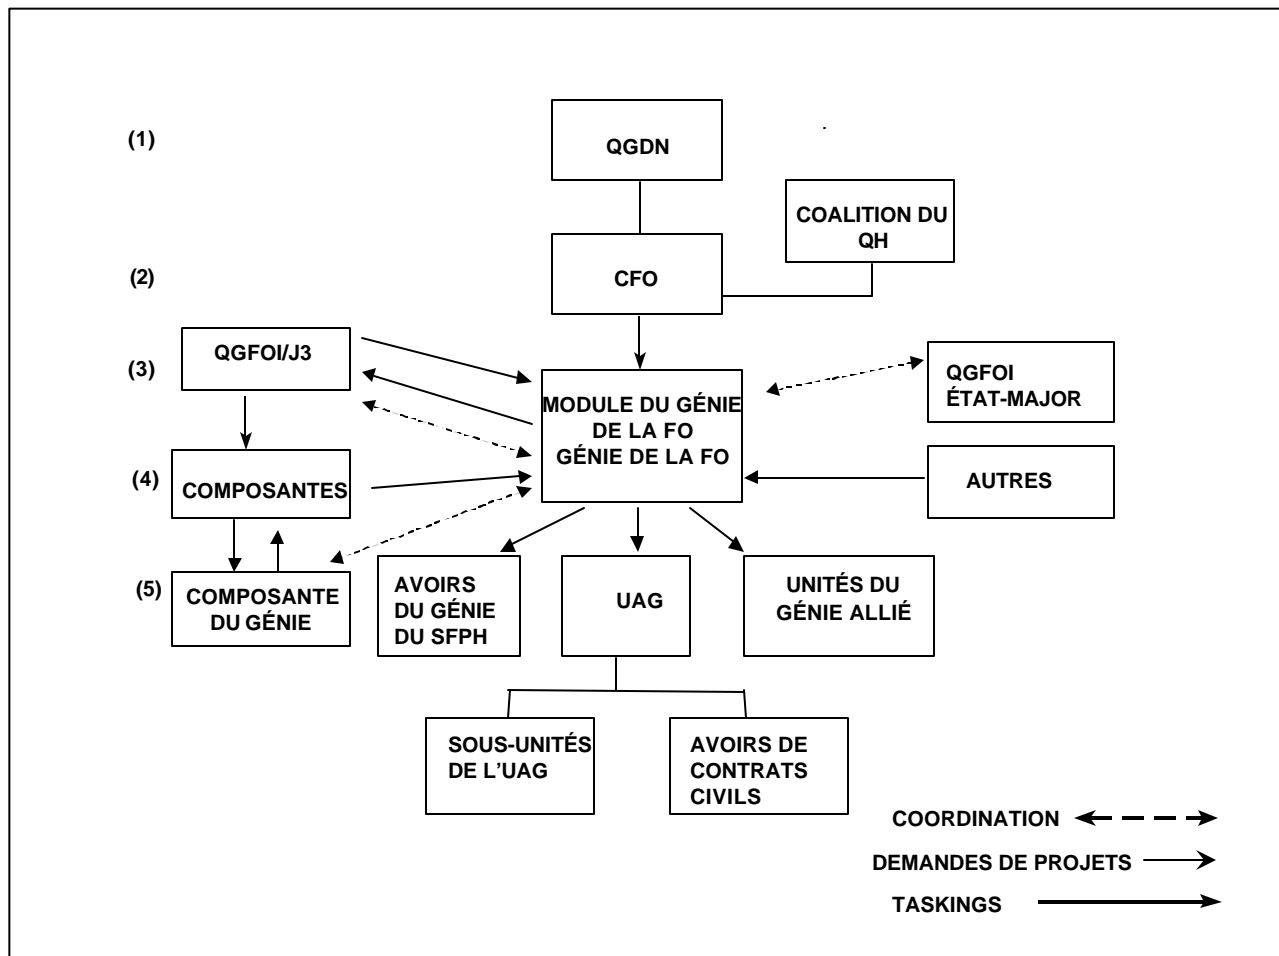 (1)
QGDN
COALITION DU
QH
(2)
CFO
(3)
QGFOI/J3
MODULE DU GÉNIE
DE LA FO
GÉNIE DE LA FO
QGFOI
ÉTAT-MAJOR
(4)
COMPOSANTES
AUTRES
(5)
COMPOSANTE
DU GÉNIE
AVOIRS
DU GÉNIE
DU SFPH
UAG
UNITÉS DU
GÉNIE ALLIÉ
SOUS-UNITÉS
DE L'UAG
AVOIRS DE
CONTRATS
CIVILS
COORDINATION
DEMANDES DE PROJETS
TASKINGS